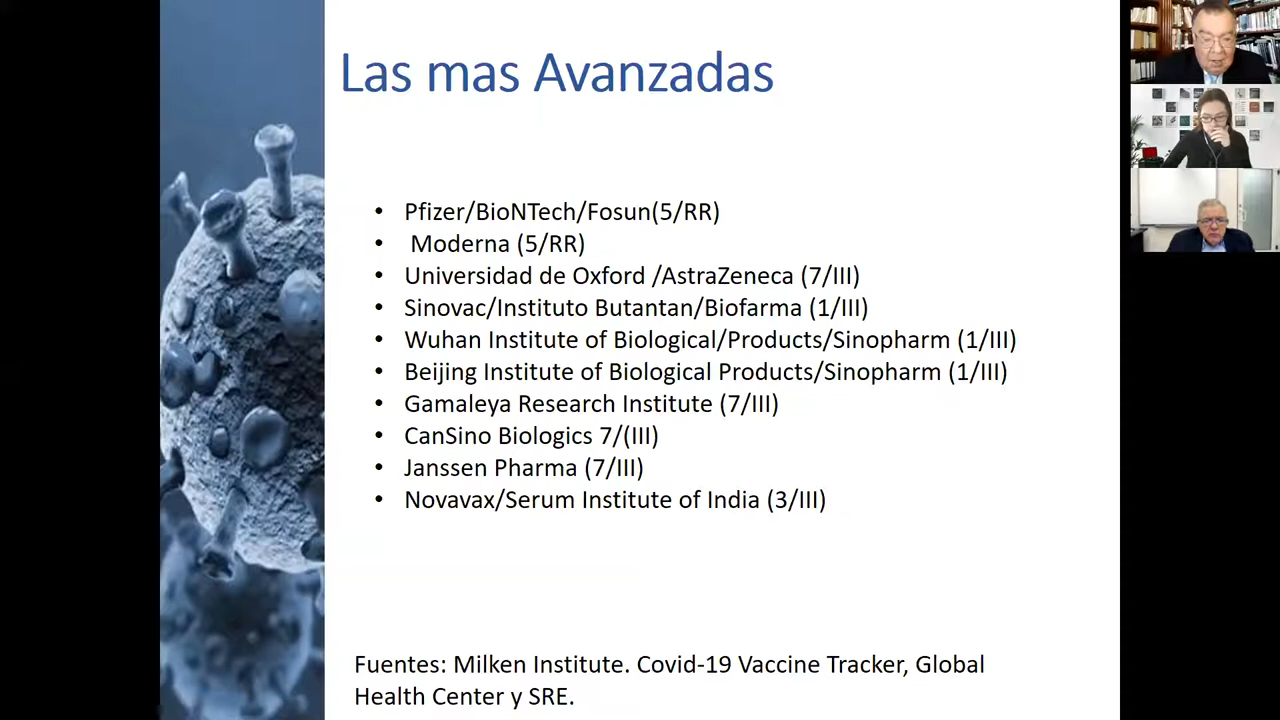 Las mas Avanzadas
• Pfizer/BioNTech/Fosun(5/RR)
• Moderna (5/RR)
• Universidad de Oxford /AstraZeneca (7/III)
• Sinovac/Instituto Butantan/Biofarma (1/III)
• Wuhan Institute of Biological/Products/Sinopharm (1/III)
• Beijing Institute of Biological Products/Sinopharm (1/III)
• Gamaleya Research Institute (7/III)
• CanSino Biologics 7/(III)
• Janssen Pharma (7/III)
• Novavax/Serum Institute of India (3/III)
Fuentes: Milken Institute. Covid-19 Vaccine Tracker, Global
Health Center y SRE.